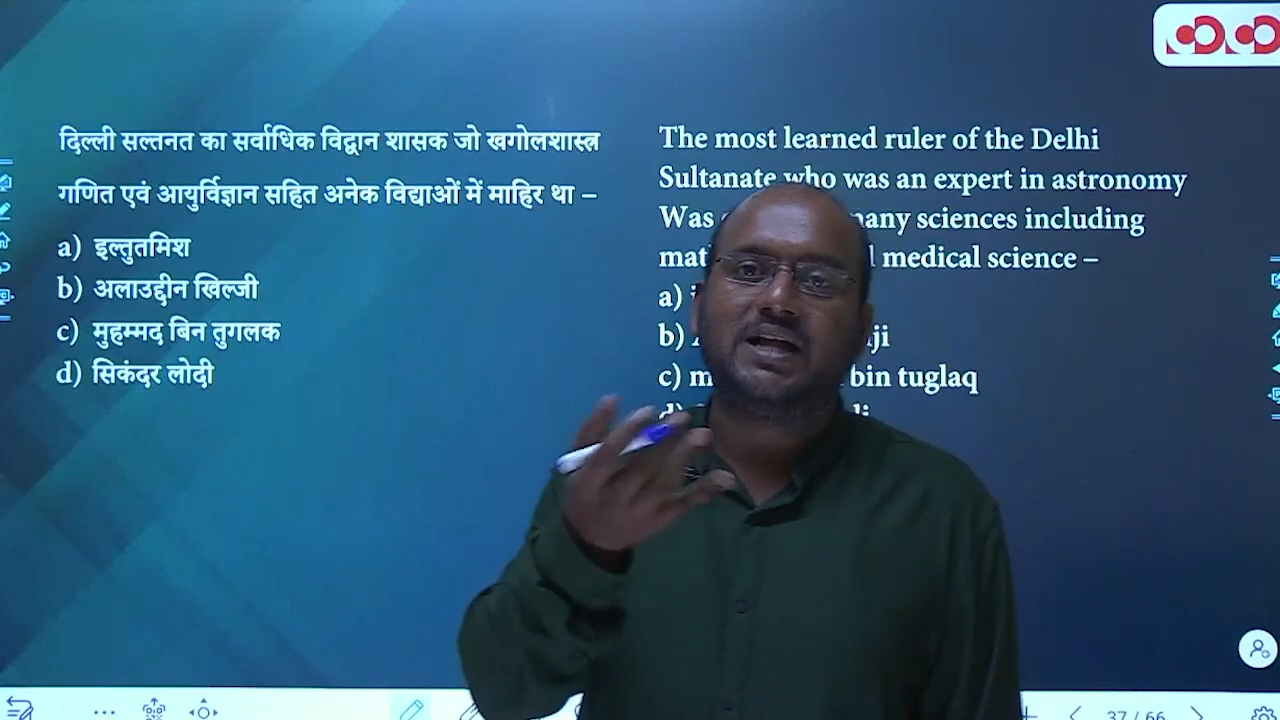 दिल्ली सल्तनत का सर्वाधिक विद्वान शासक जो खगोलशास्त्र
गणित एवं आयुर्विज्ञान सहित अनेक विद्याओं में माहिर था –
a) इल्तुतमिश
b) अलाउद्दीन खिल्जी
c) मुहम्मद बिन तुगलक
d) सिकंदर लोदी
The most learned ruler of the Delhi
Sultanate who was an expert in astronomy
Was many sciences including
medical science –
a)
b)
c) bin tuglaq
d)
37 / 66